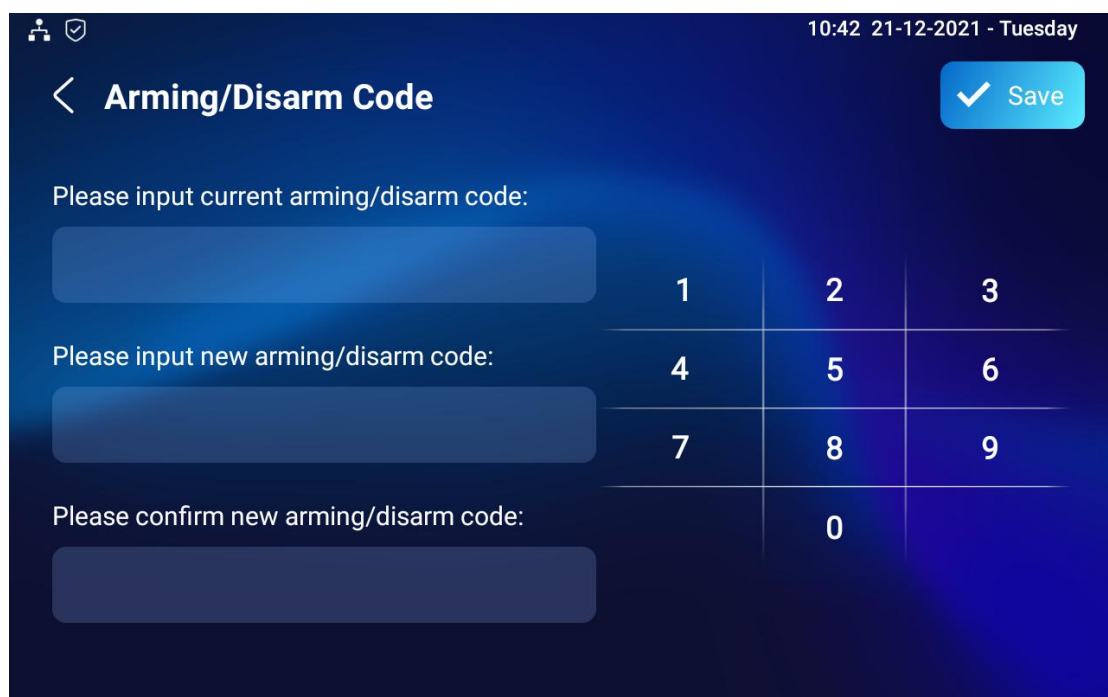 10:42 21-12-2021 - Tuesday
Arming/Disarm Code
Save
Please input current arming/disarm code:
1 2 3
Please input new arming/disarm code:
4 5 6
7 8 9
Please confirm new arming/disarm code:
0